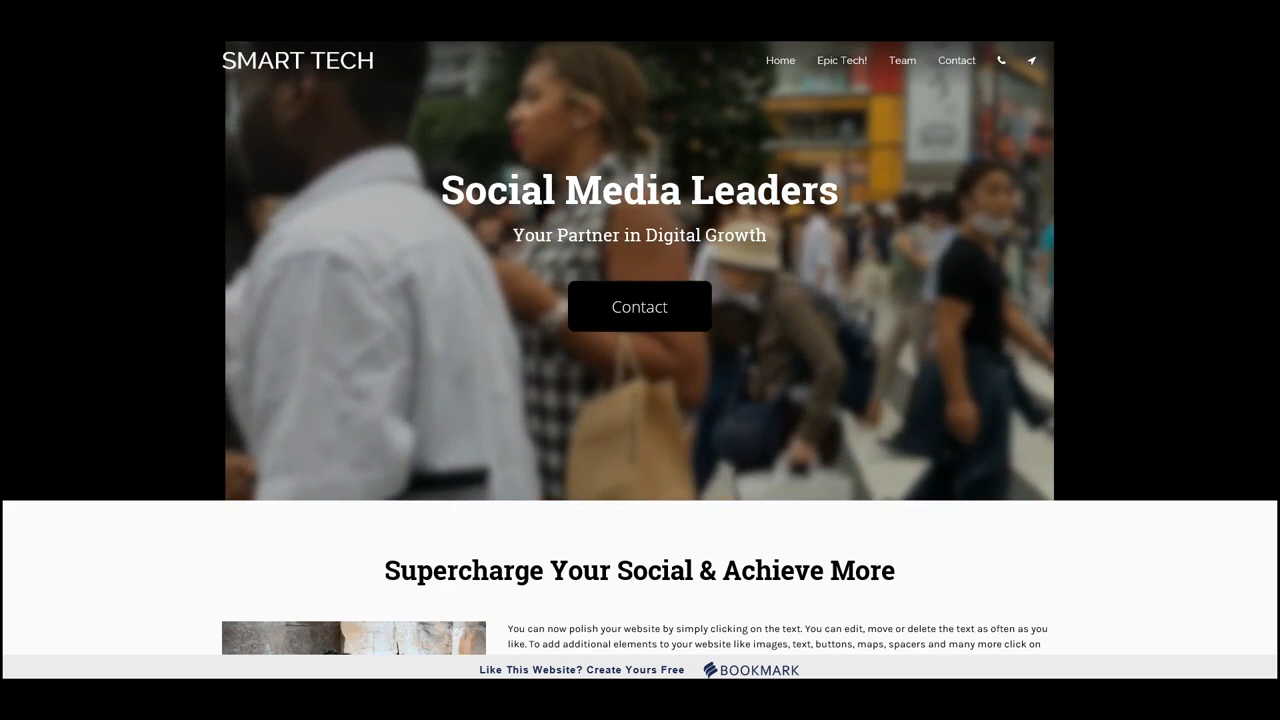 SMART TECH
Home Epic Tech! Team Contact
Social Media Leaders
Your Partner in Digital Growth
Contact
Supercharge Your Social & Achieve More
You can now polish your website by simply clicking on the text. You can edit, move or delete the text as often as you
like. To add additional elements to your website like images, text, buttons, maps, spacers and many more click on
Like This Website? Create Yours Free BOOKMARK